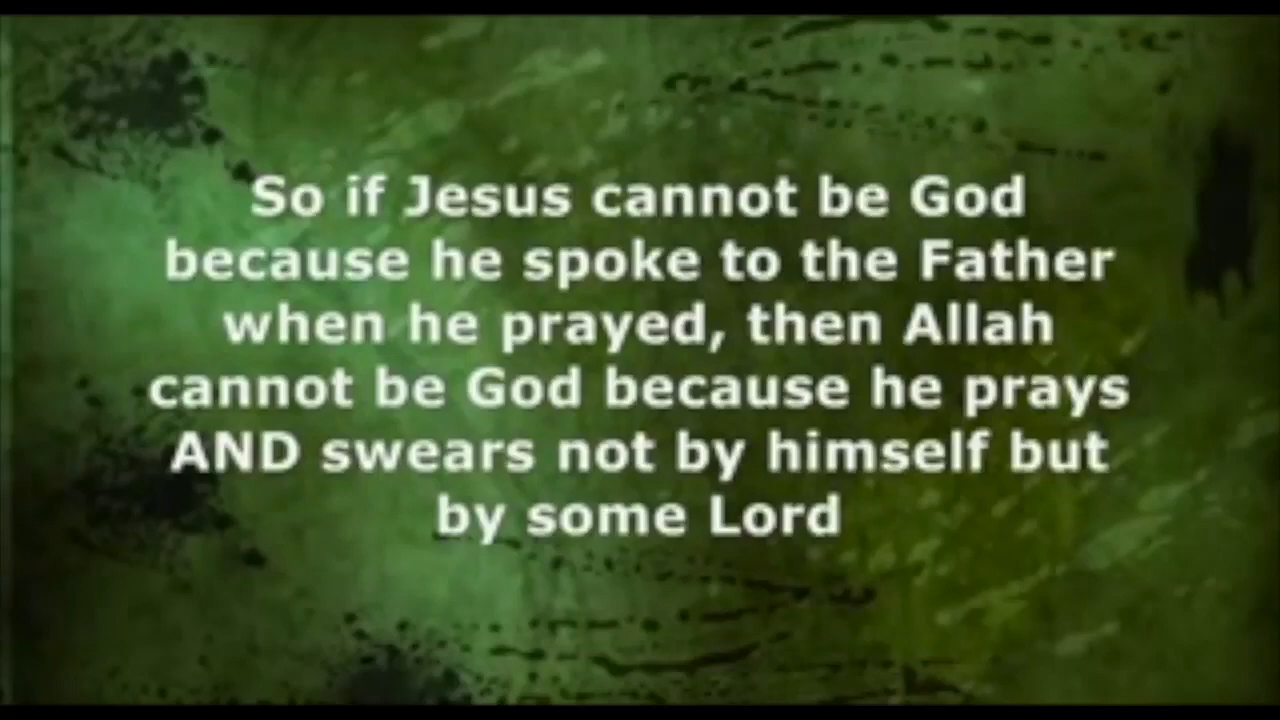 So if Jesus cannot be God
because he spoke to the Father
when he prayed, then Allah
cannot be God because he prays
AND swears not by himself but
by some Lord